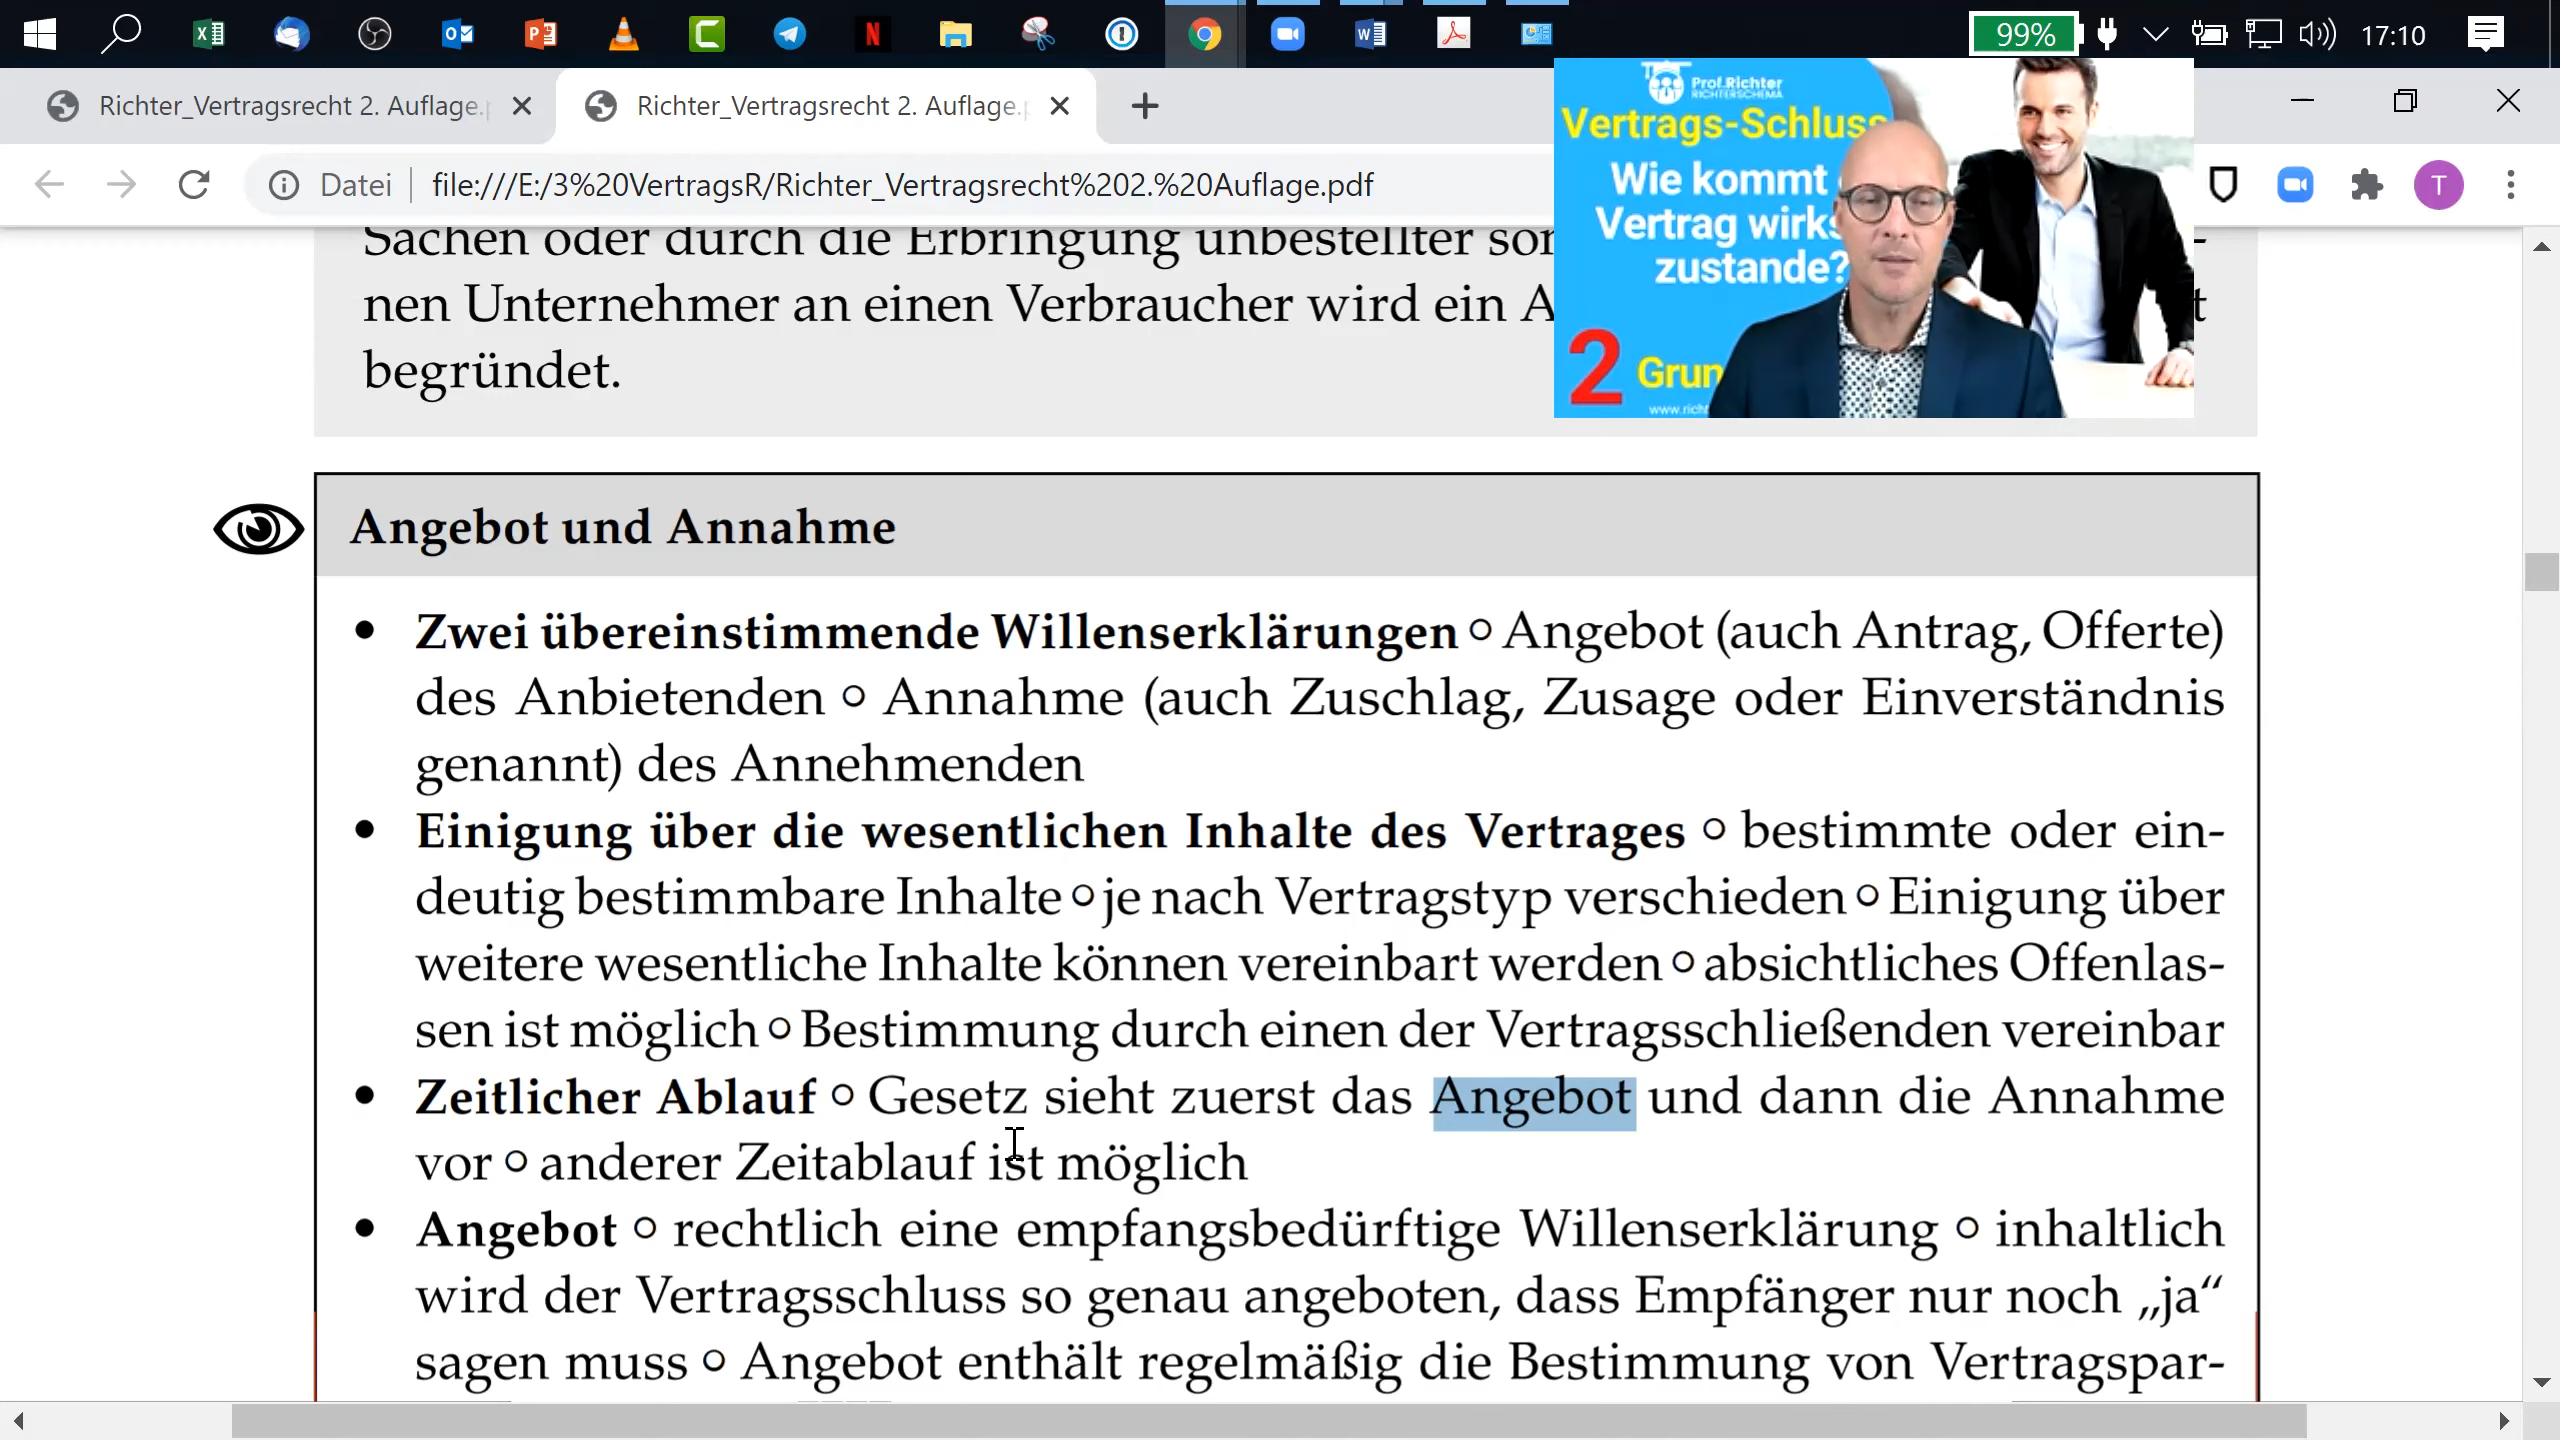 99%
17:10
Richter_Vertragsrecht 2. Auflage.
Richter_Vertragsrecht 2. Auflage.
Datei
file:///E:/3%20VertragsR/Richter_Vertragsrecht%202.%20Auflage.pdf
T
Prof.Richter
RICHTERSCHEMA
Vertrags-Schluss
Wie kommt
Vertrag wirks
zustande?
2 Grun
www.richt
Sachen oder durch die Erbringung unbestellter son
nen Unternehmer an einen Verbraucher wird ein A
t
begründet.
Angebot und Annahme
• Zwei übereinstimmende Willenserklärungen ○ Angebot (auch Antrag, Offerte)
des Anbietenden ○ Annahme (auch Zuschlag, Zusage oder Einverständnis
genannt) des Annehmenden
• Einigung über die wesentlichen Inhalte des Vertrages ○ bestimmte oder ein-
deutig bestimmbare Inhalte ○ je nach Vertragstyp verschieden ○ Einigung über
weitere wesentliche Inhalte können vereinbart werden ○ absichtliches Offenlas-
sen ist möglich ○ Bestimmung durch einen der Vertragsschließenden vereinbar
• Zeitlicher Ablauf ○ Gesetz sieht zuerst das Angebot und dann die Annahme
vor ○ anderer Zeitablauf ist möglich
• Angebot ○ rechtlich eine empfangsbedürftige Willenserklärung ○ inhaltlich
wird der Vertragsschluss so genau angeboten, dass Empfänger nur noch „ja“
sagen muss ○ Angebot enthält regelmäßig die Bestimmung von Vertragspar-